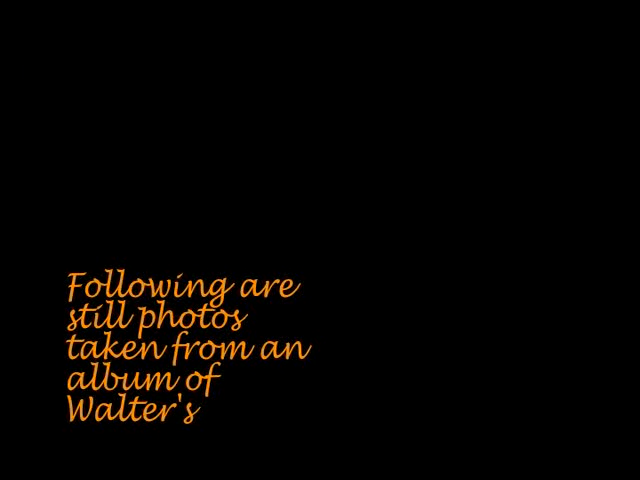 Following are
still photos
taken from an
album of
Walter's